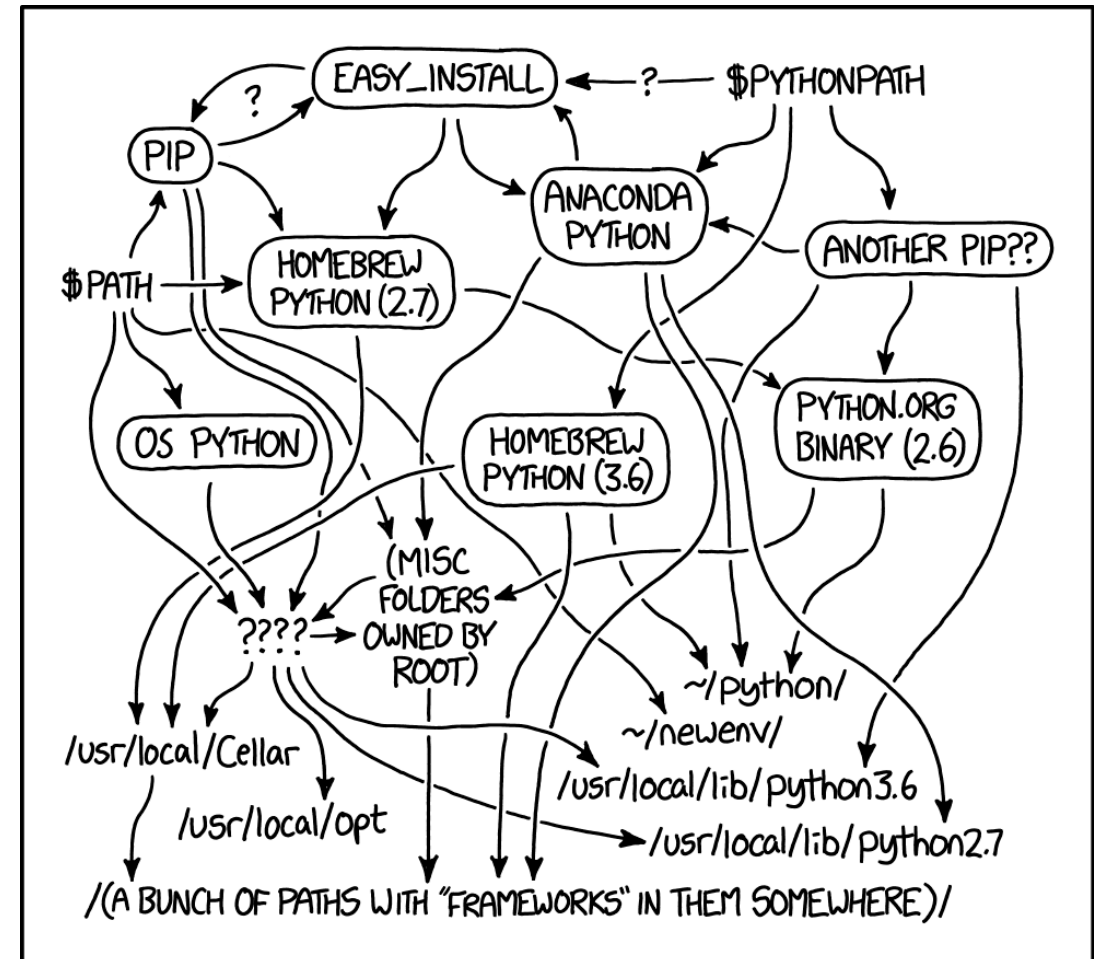 EASY_INSTALL
?
$PYTHONPATH
?
PIP
ANACONDA
PYTHON
ANOTHER PIP??
HOMEBREW
PYTHON (2.7)
$PATH
OS PYTHON
HOMEBREW
PYTHON (3.6)
PYTHON.ORG
BINARY (2.6)
(MISC
FOLDERS
OWNED BY
ROOT)
????
~/python/
~/newenv/
/usr/local/Cellar
/usr/local/lib/python3.6
/usr/local/opt
/usr/local/lib/python2.7
/(A BUNCH OF PATHS WITH "FRAMEWORKS" IN THEM SOMEWHERE)/